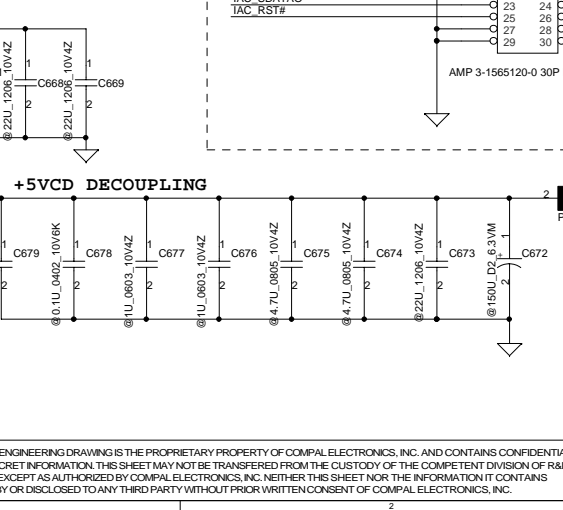 IAC_RST#
23 24
25 26
27 28
29 30
AMP 3-1565120-0 30P
@22U_1206_10V4Z
1
C668
2
@22U_1206_10V4Z
1
C669
2
+5VCD DECOUPLING
2
1
C679
2
@0.1U_0402_10V6K
1
C678
2
@1U_0603_10V4Z
1
C677
2
@1U_0603_10V4Z
1
C676
2
@4.7U_0805_10V4Z
1
C675
2
@4.7U_0805_10V4Z
1
C674
2
@22U_1206_10V4Z
1
C673
2
@150U_D2_6.3VM
1
+
C672
2
ENGINEERING DRAWING IS THE PROPRIETARY PROPERTY OF COMPAL ELECTRONICS, INC. AND CONTAINS CONFIDENTIA
CRET INFORMATION. THIS SHEET MAY NOT BE TRANSFERED FROM THE CUSTODY OF THE COMPETENT DIVISION OF R&
EXCEPT AS AUTHORIZED BY COMPAL ELECTRONICS, INC. NEITHER THIS SHEET NOR THE INFORMATION IT CONTAINS
BY OR DISCLOSED TO ANY THIRD PARTY WITHOUT PRIOR WRITTEN CONSENT OF COMPAL ELECTRONICS, INC.
2